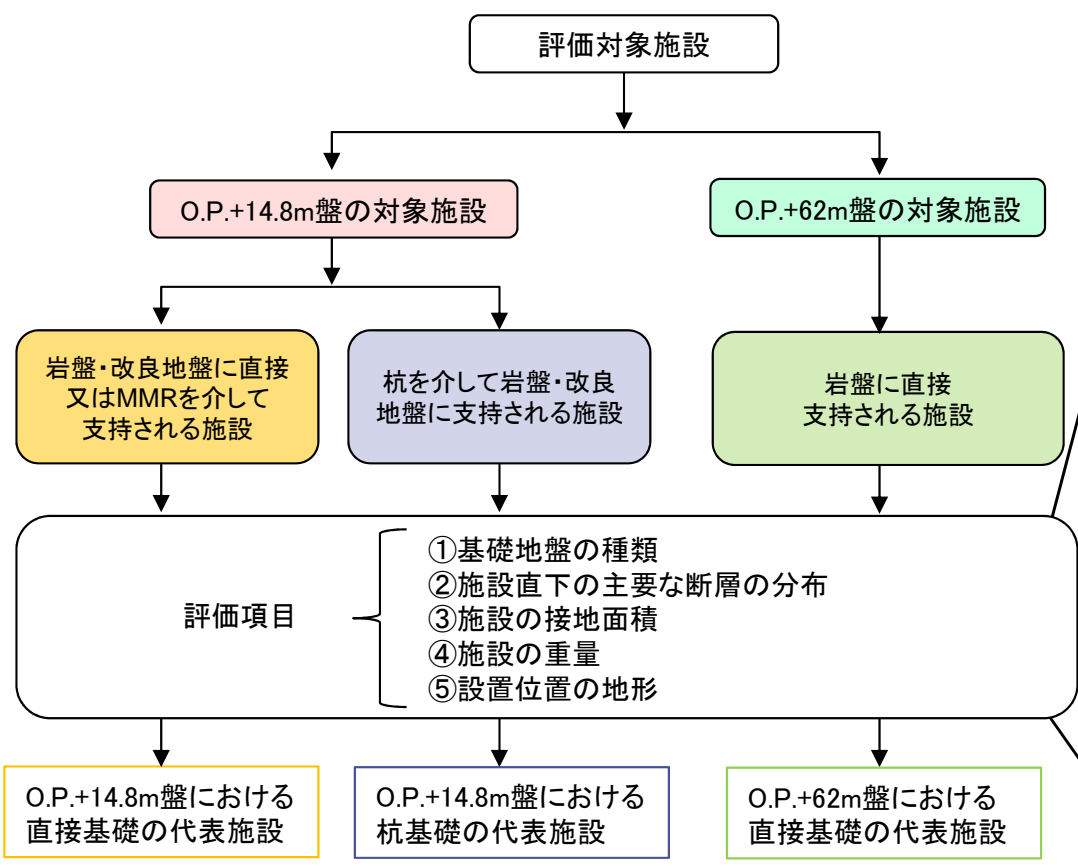 評価対象施設
O.P.+14.8m盤の対象施設
O.P.+62m盤の対象施設
岩盤・改良地盤に直接
又はMMRを介して
支持される施設
杭を介して岩盤・改良
地盤に支持される施設
岩盤に直接
支持される施設
評価項目
①基礎地盤の種類
②施設直下の主要な断層の分布
③施設の接地面積
④施設の重量
⑤設置位置の地形
O.P.+14.8m盤における
直接基礎の代表施設
O.P.+14.8m盤における
杭基礎の代表施設
O.P.+62m盤における
直接基礎の代表施設